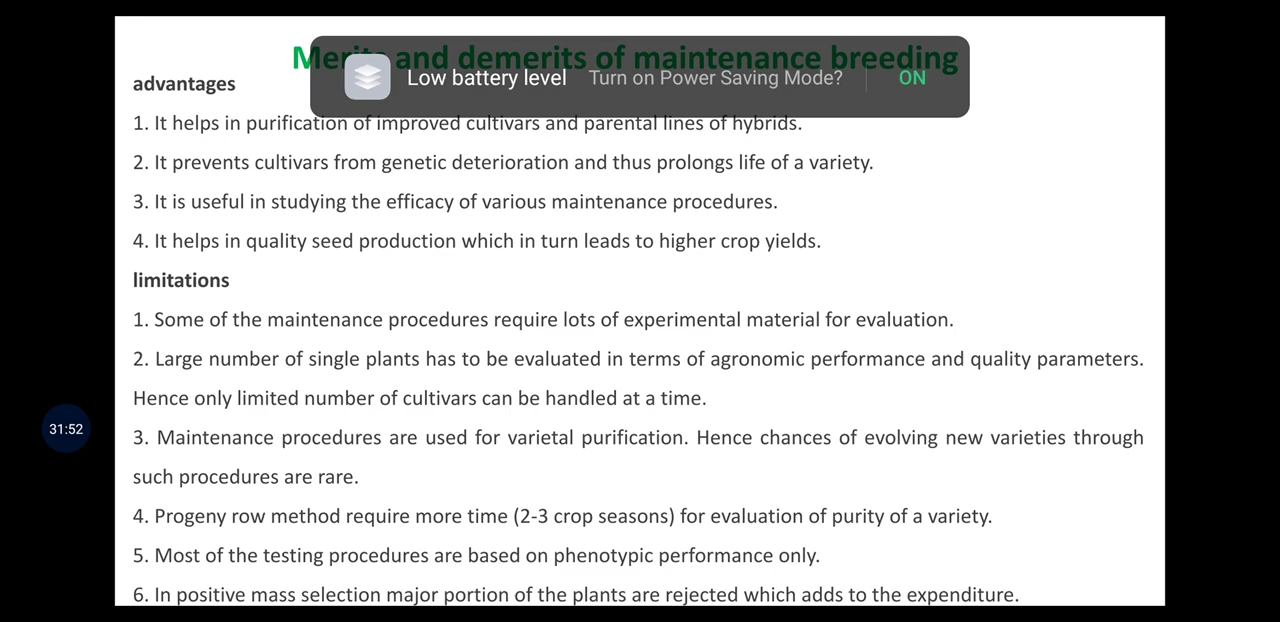 Merits and demerits of maintenance breeding
Low battery level Turn on Power Saving Mode? ON
advantages
1. It helps in purification of improved cultivars and parental lines of hybrids.
2. It prevents cultivars from genetic deterioration and thus prolongs life of a variety.
3. It is useful in studying the efficacy of various maintenance procedures.
4. It helps in quality seed production which in turn leads to higher crop yields.
limitations
1. Some of the maintenance procedures require lots of experimental material for evaluation.
2. Large number of single plants has to be evaluated in terms of agronomic performance and quality parameters.
Hence only limited number of cultivars can be handled at a time.
31:52
3. Maintenance procedures are used for varietal purification. Hence chances of evolving new varieties through
such procedures are rare.
4. Progeny row method require more time (2-3 crop seasons) for evaluation of purity of a variety.
5. Most of the testing procedures are based on phenotypic performance only.
6. In positive mass selection major portion of the plants are rejected which adds to the expenditure.